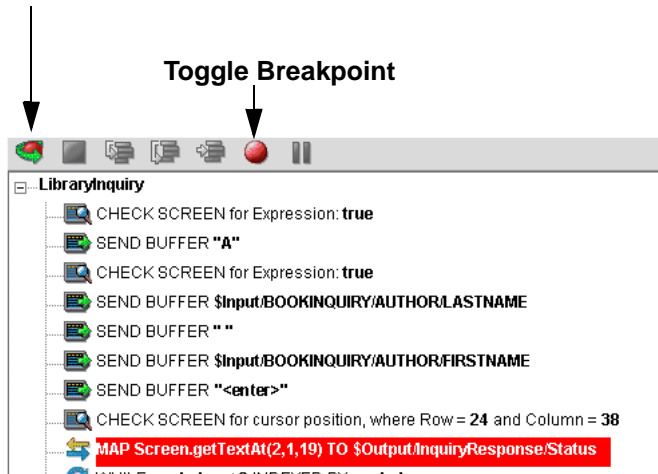 Toggle Breakpoint
LibraryInquiry
CHECK SCREEN for Expression: true
SEND BUFFER "A"
CHECK SCREEN for Expression: true
SEND BUFFER $Input/BOOKINQUIRY/AUTHOR/LASTNAME
SEND BUFFER " "
SEND BUFFER $Input/BOOKINQUIRY/AUTHOR/FIRSTNAME
SEND BUFFER "<enter>"
CHECK SCREEN for cursor position, where Row = 24 and Column = 38
MAP Screen.getTextAt(2,1,19) TO $Output/InquiryResponse/Status